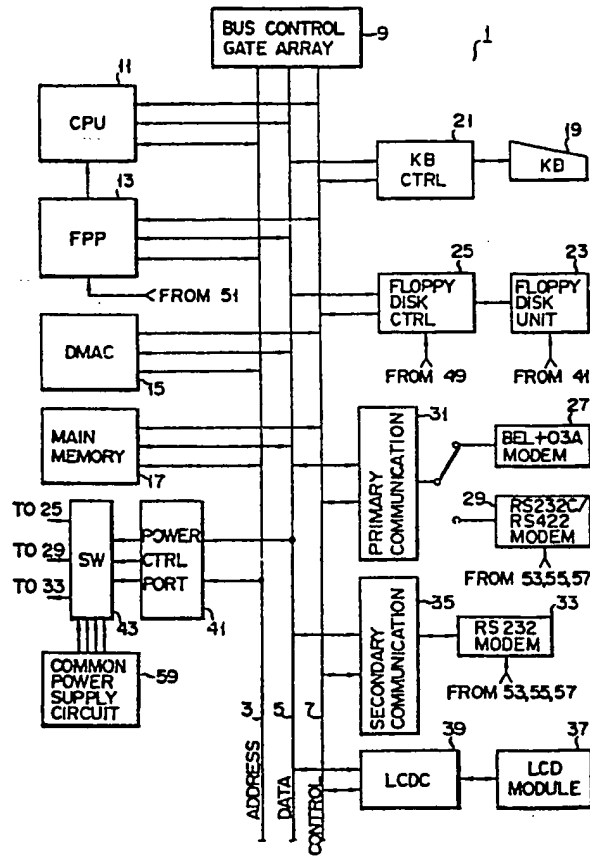 BUS CONTROL
GATE ARRAY
9
1
11
CPU
21
KB
CTRL
19
KB
13
FPP
FROM 51
25
FLOPPY
DISK
CTRL
23
FLOPPY
DISK
UNIT
FROM 49
FROM 41
DMAC
15
MAIN
MEMORY
17
31
PRIMARY
COMMUNICATION
27
BEL+03A
MODEM
29
RS232C/
RS422
MODEM
FROM 53,55,57
TO 25
TO 29
TO 33
SW
43
POWER
CTRL
PORT
41
COMMON
POWER
SUPPLY
CIRCUIT
59
35
SECONDARY
COMMUNICATION
33
RS 232
MODEM
FROM 53,55,57
3
5
7
ADDRESS
DATA
CONTROL
39
LCDC
37
LCD
MODULE